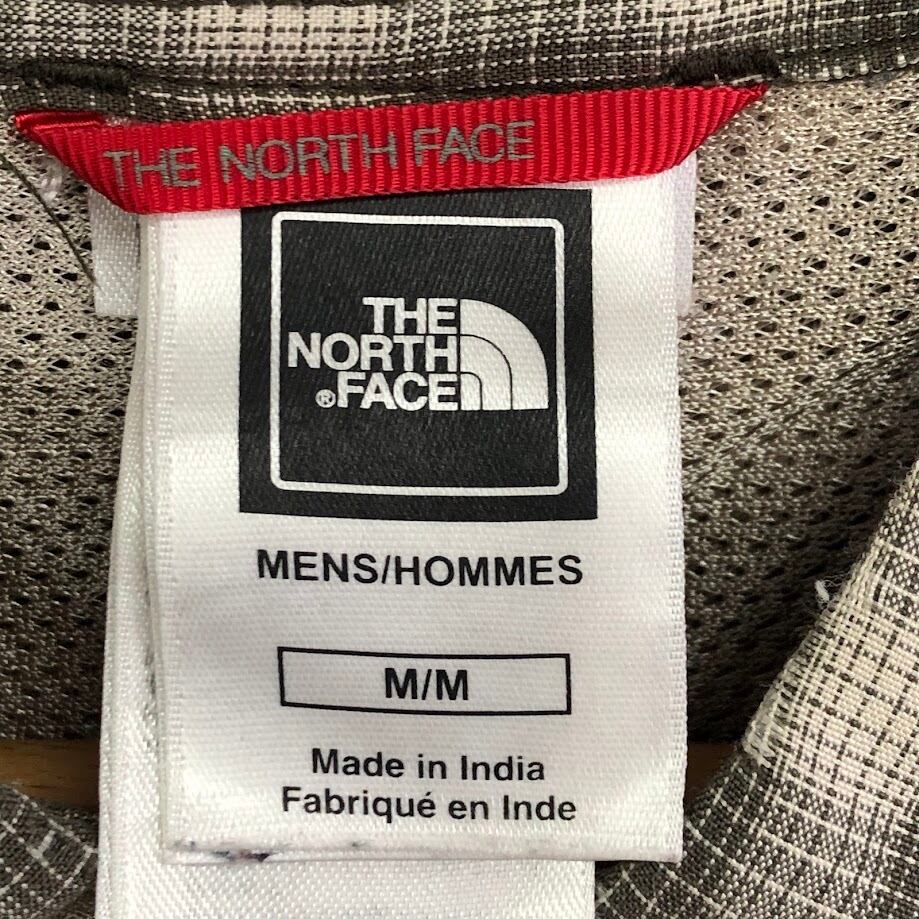 THE NORTH FACE
THE
NORTH
®FACE
MENS/HOMMES
M/M
Made in India
Fabriqué en Inde